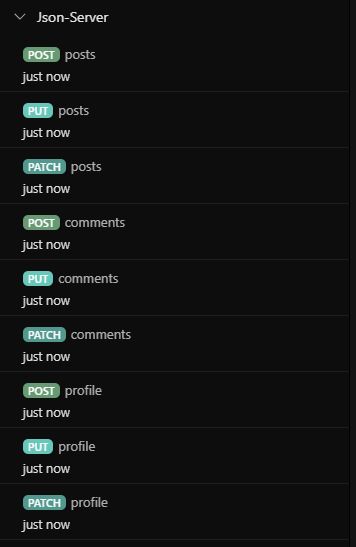 Json-Server
POST posts
just now
PUT posts
just now
PATCH posts
just now
POST comments
just now
PUT comments
just now
PATCH comments
just now
POST profile
just now
PUT profile
just now
PATCH profile
just now